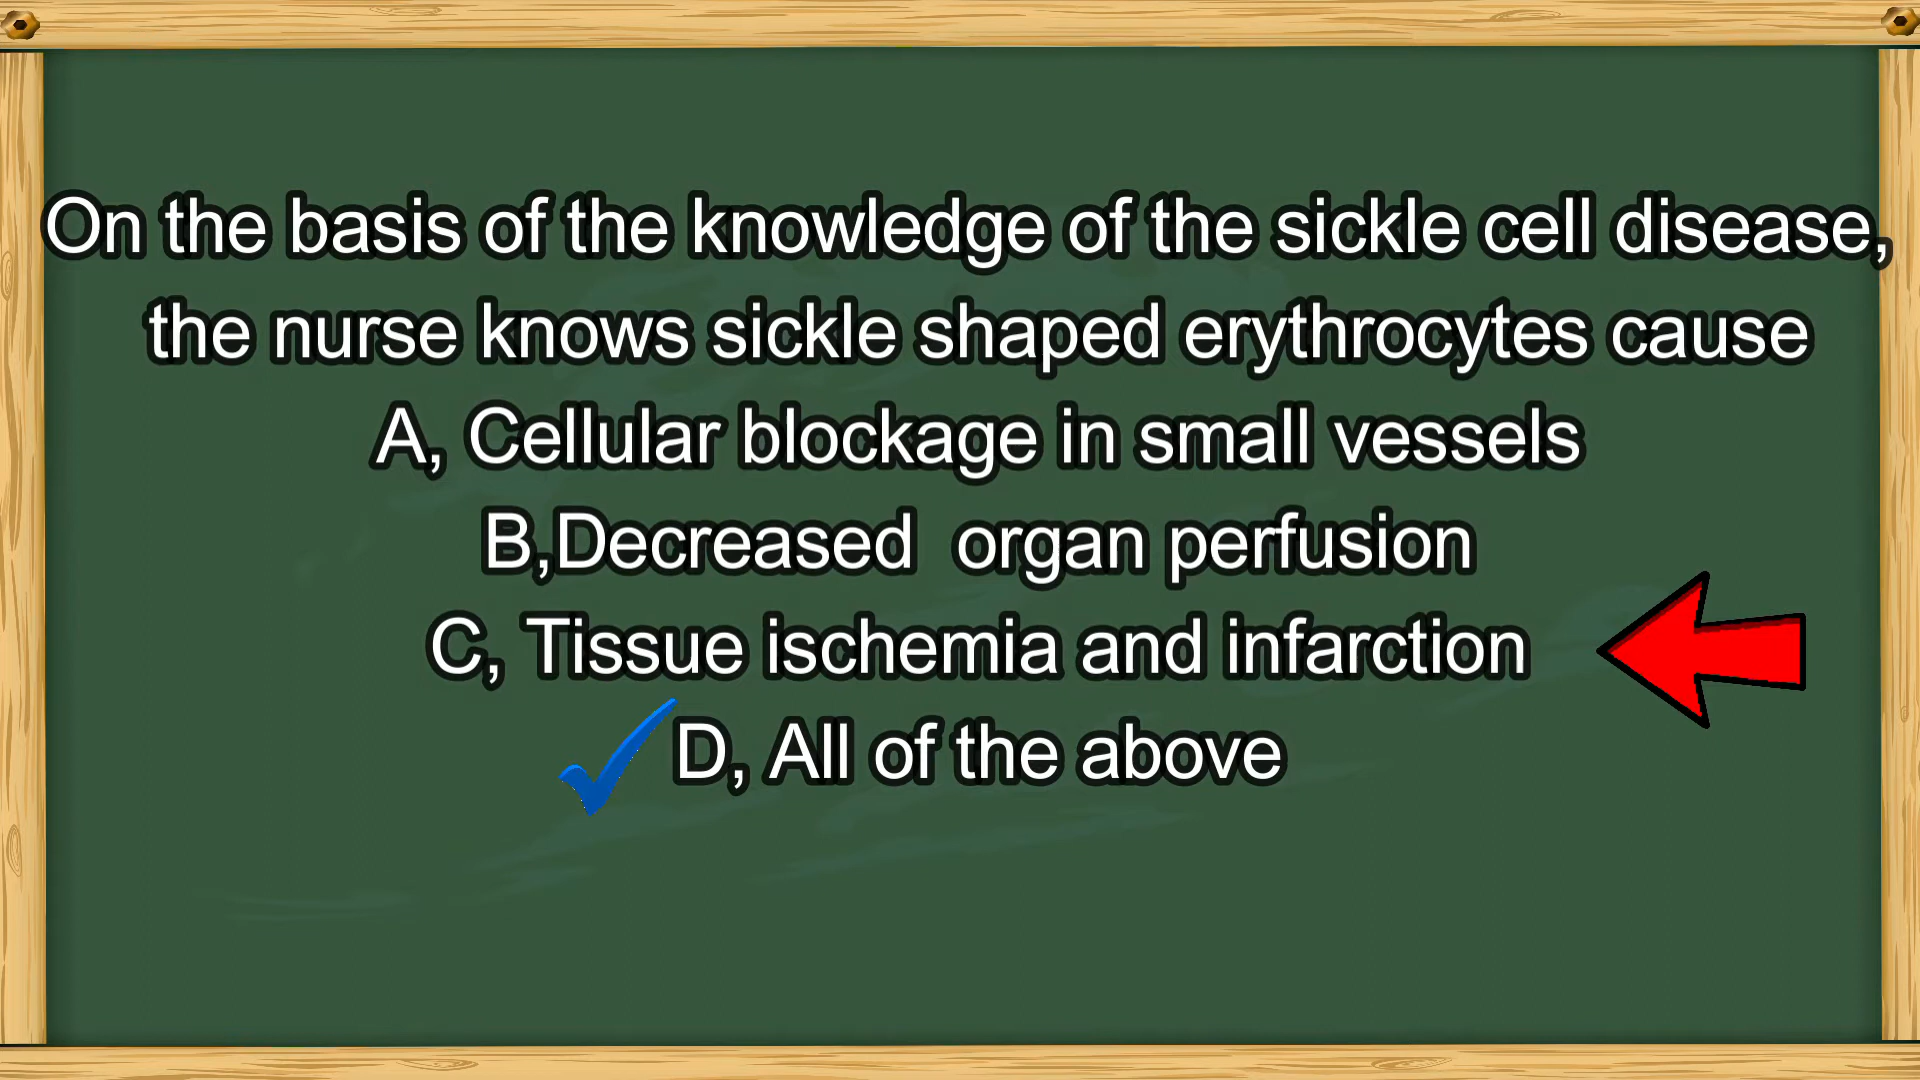 On the basis of the knowledge of the sickle cell disease,
the nurse knows sickle shaped erythrocytes cause
A, Cellular blockage in small vessels
B,Decreased  organ perfusion
C, Tissue ischemia and infarction
D, All of the above